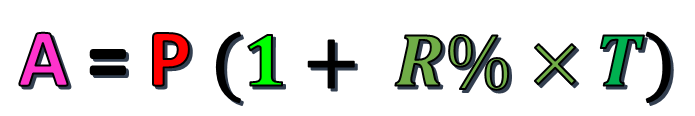 A = P (1 + R% × T)